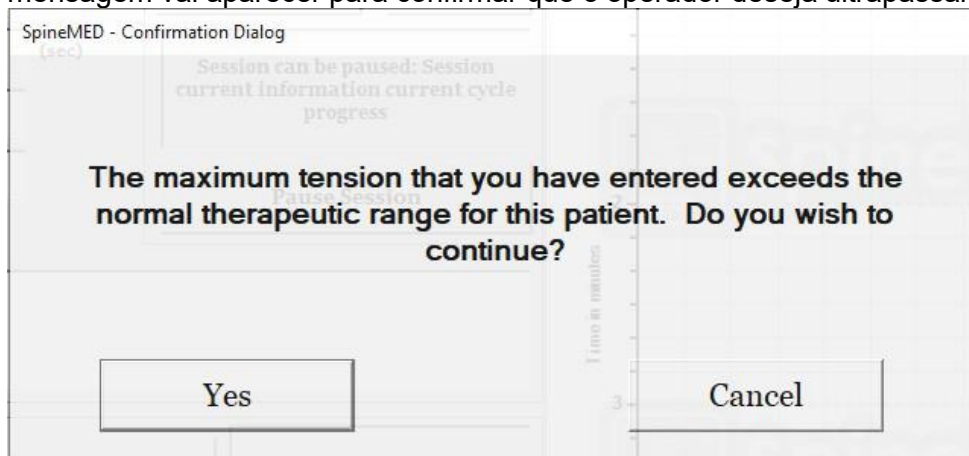 mensagem vai aparecer para confirmar que o operador deseja ultrapassar
SpineMED - Confirmation Dialog
(sec)
Session can be paused: Session
current information current cycle
progress
The maximum tension that you have entered exceeds the
Pause Session
normal therapeutic range for this patient. Do you wish to
continue?
Time in minutes
2
Yes
3
Cancel
Spine